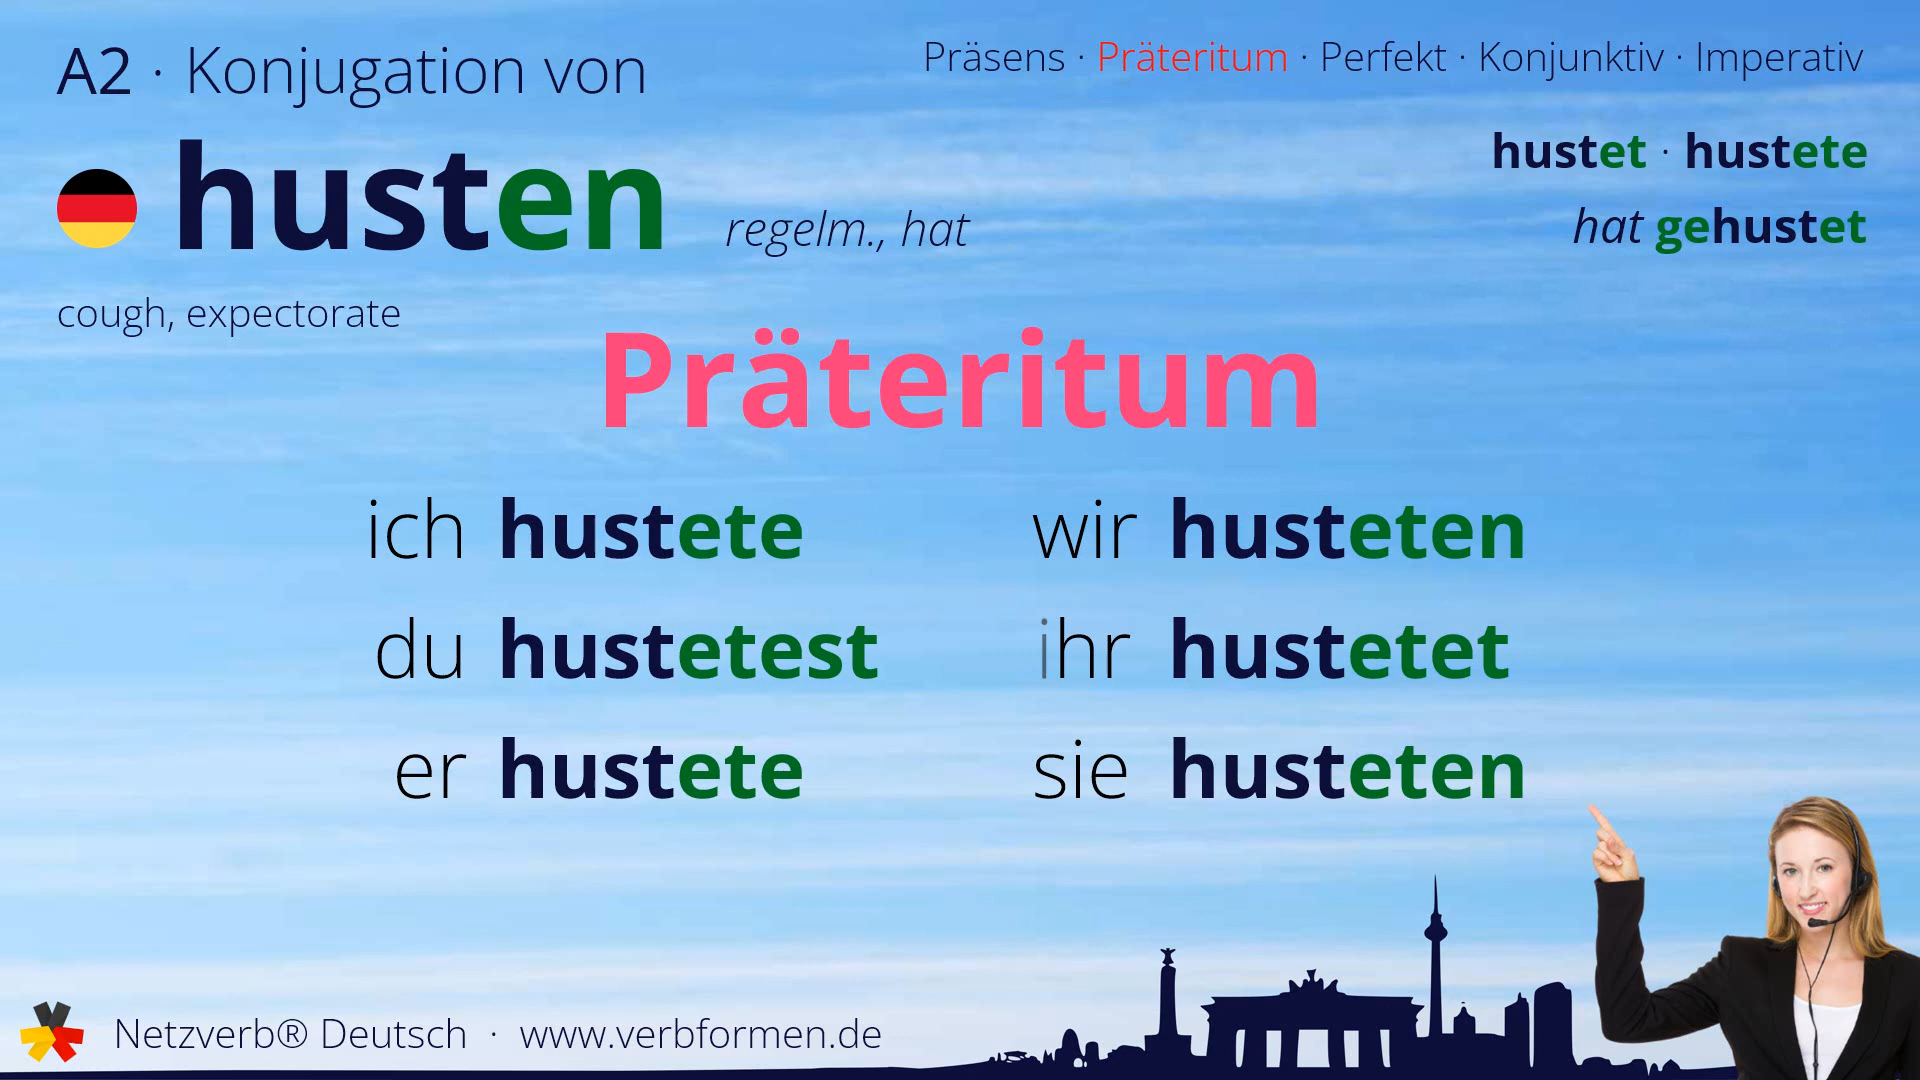 A2 · Konjugation von
Präsens · Präteritum · Perfekt · Konjunktiv · Imperativ
husten regelm., hat
hustet · hustete
hat gehustet
cough, expectorate
Präteritum
ich hustete
du hustetest
er hustete
wir husteten
ihr hustetet
sie husteten
Netzverb® Deutsch · www.verbformen.de